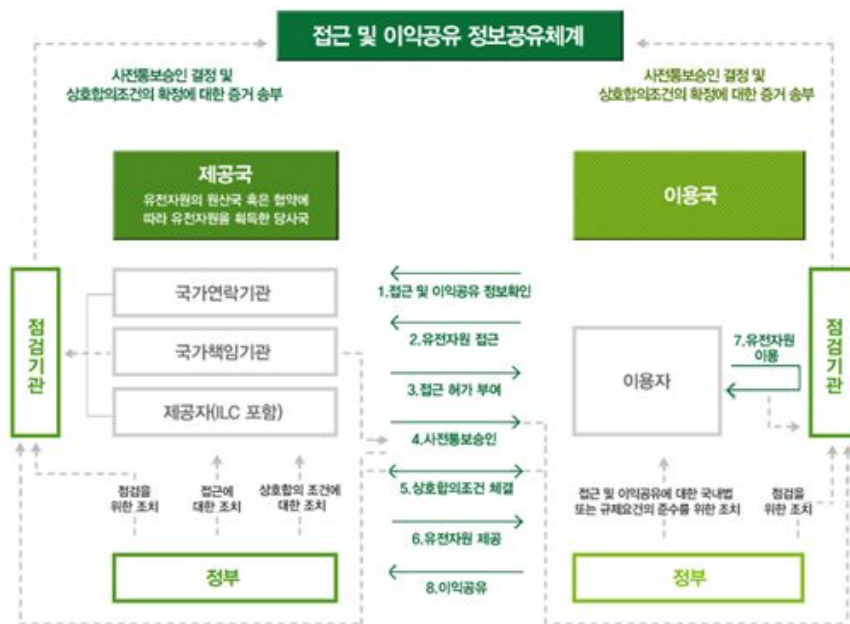 접근 및 이익공유 정보공유체계
사전통보승인 결정 및
상호합의조건의 확정에 대한 증거 송부
사전통보승인 결정 및
상호합의조건의 확정에 대한 증거 송부
제공국
유전자원의 원산국 혹은 협약에
따라 유전자원을 획득한 당사국
이용국
점검기관
국가연락기관
국가책임기관
제공자(ILC 포함)
1.접근 및 이익공유 정보확인
2.유전자원 접근
3.접근 허가 부여
4.사전통보승인
5.상호합의조건 체결
6.유전자원 제공
8.이익공유
이용자
7.유전자원
이용
점검기관
점검을
위한 조치
접근에
대한 조치
상호합의 조건에
대한 조치
접근 및 이익공유에 대한 국내법
또는 규제요건의 준수를 위한 조치
점검을
위한 조치
정부
정부